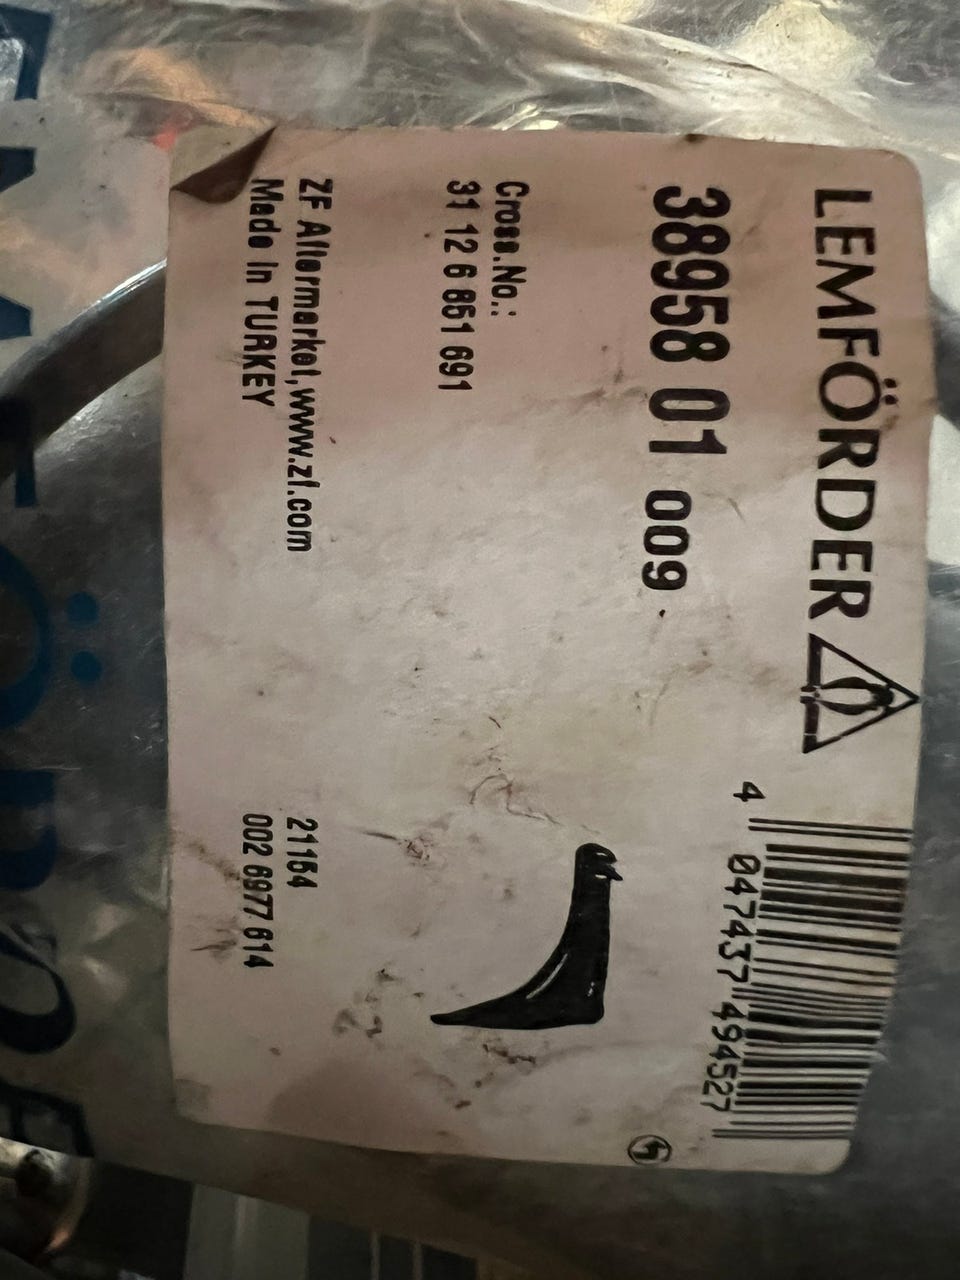 LEMFÖRDER
4 047437 494527
38958 01 009
Cross.No.:
31 12 6 851 691
ZF Aftermarket,www.zf.com
Made in TURKEY
21154
002 6977 614